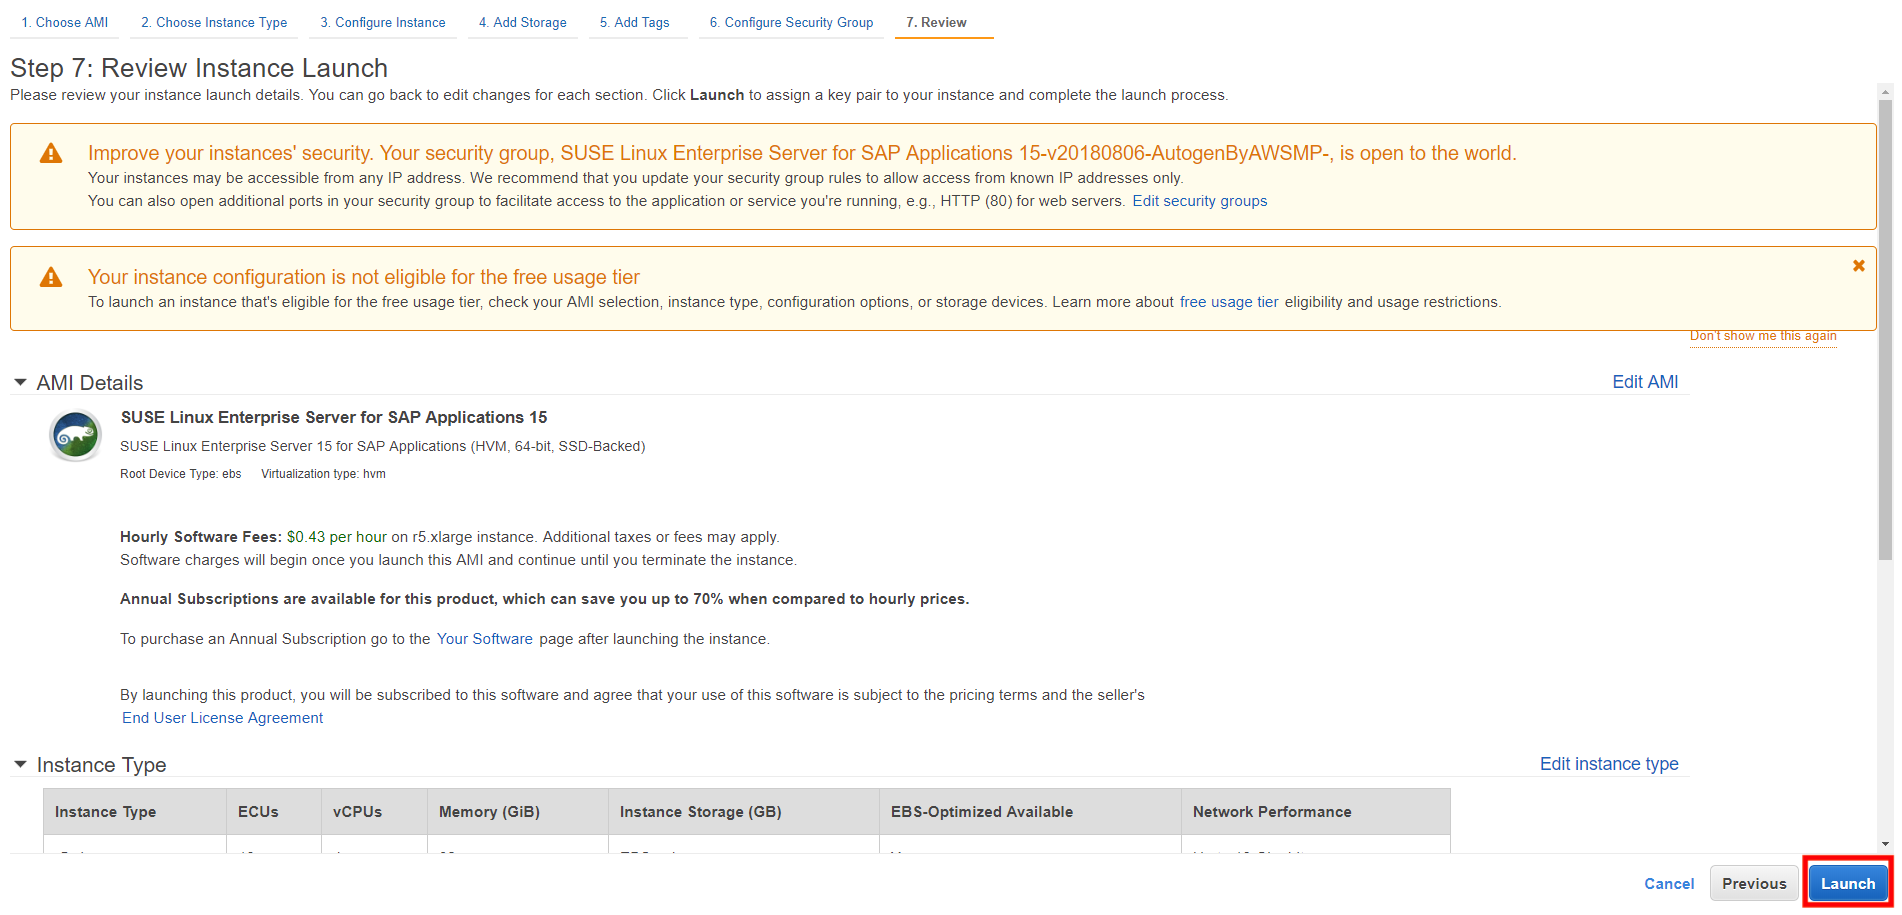 1. Choose AMI 2. Choose Instance Type 3. Configure Instance 4. Add Storage 5. Add Tags 6. Configure Security Group 7. Review
Step 7: Review Instance Launch
Please review your instance launch details. You can go back to edit changes for each section. Click Launch to assign a key pair to your instance and complete the launch process.
Improve your instances' security. Your security group, SUSE Linux Enterprise Server for SAP Applications 15-v20180806-AutogenByAWSMP-, is open to the world.
Your instances may be accessible from any IP address. We recommend that you update your security group rules to allow access from known IP addresses only.
You can also open additional ports in your security group to facilitate access to the application or service you're running, e.g., HTTP (80) for web servers. Edit security groups
Your instance configuration is not eligible for the free usage tier
To launch an instance that's eligible for the free usage tier, check your AMI selection, instance type, configuration options, or storage devices. Learn more about free usage tier eligibility and usage restrictions.
Don't show me this again
AMI Details Edit AMI
SUSE Linux Enterprise Server for SAP Applications 15
SUSE Linux Enterprise Server 15 for SAP Applications (HVM, 64-bit, SSD-Backed)
Root Device Type: ebs Virtualization type: hvm
Hourly Software Fees: $0.43 per hour on r5.xlarge instance. Additional taxes or fees may apply.
Software charges will begin once you launch this AMI and continue until you terminate the instance.
Annual Subscriptions are available for this product, which can save you up to 70% when compared to hourly prices.
To purchase an Annual Subscription go to the Your Software page after launching the instance.
By launching this product, you will be subscribed to this software and agree that your use of this software is subject to the pricing terms and the seller's
End User License Agreement
Instance Type Edit instance type
Instance Type ECUs vCPUs Memory (GiB) Instance Storage (GB) EBS-Optimized Available Network Performance
Cancel Previous Launch